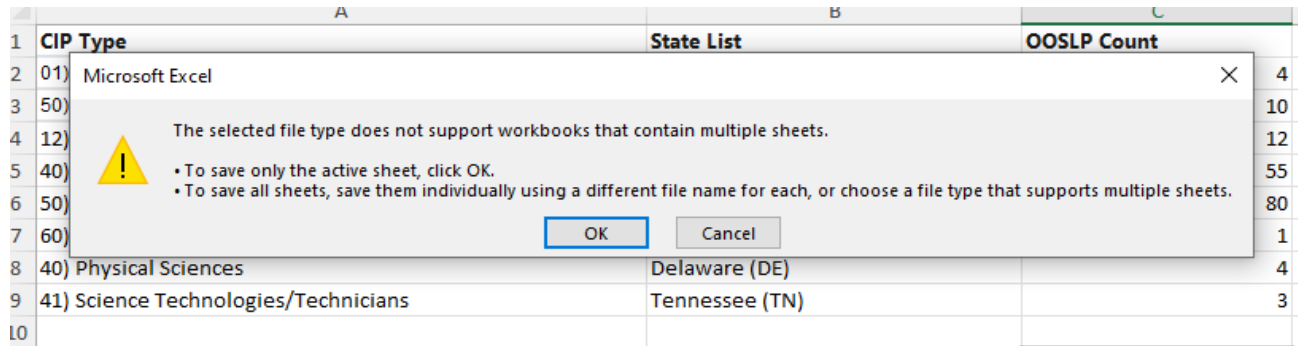 A B C
1 CIP Type State List OOSLP Count
2 01) 4
Microsoft Excel
3 50) 10
The selected file type does not support workbooks that contain multiple sheets.
4 12) 12
!
• To save only the active sheet, click OK.
5 40) 55
• To save all sheets, save them individually using a different file name for each, or choose a file type that supports multiple sheets.
6 50) 80
OK Cancel
7 60) 1
8 40) Physical Sciences Delaware (DE) 4
9 41) Science Technologies/Technicians Tennessee (TN) 3
10